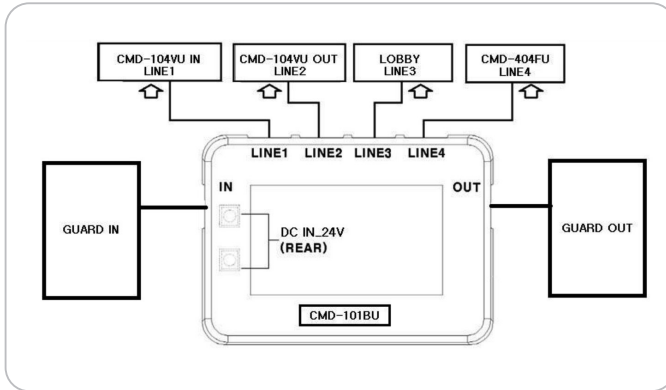 CMD-104VU IN
LINE1
CMD-104VU OUT
LINE2
LOBBY
LINE3
CMD-404FU
LINE4
LINE1 LINE2 LINE3 LINE4
IN
OUT
GUARD IN
DC IN_24V
(REAR)
GUARD OUT
CMD-101BU